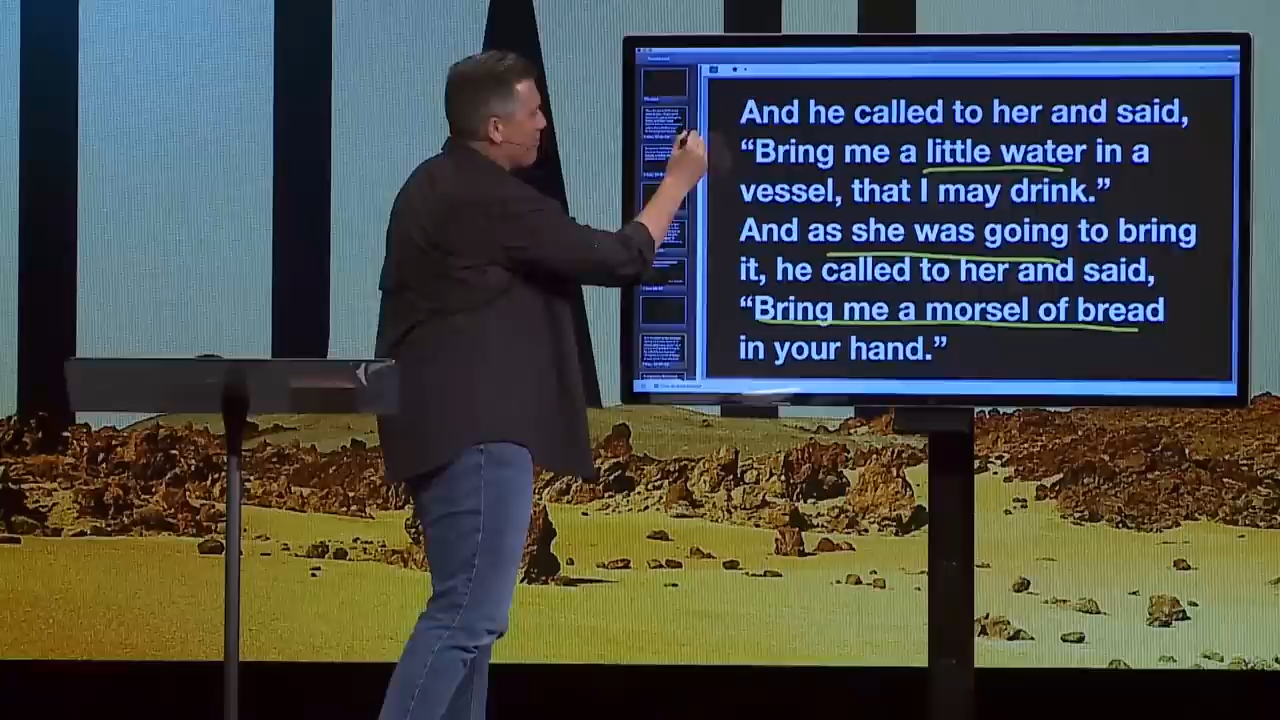 And he called to her and said,
“Bring me a little water in a
vessel, that I may drink.”
And as she was going to bring
it, he called to her and said,
“Bring me a morsel of bread
in your hand.”